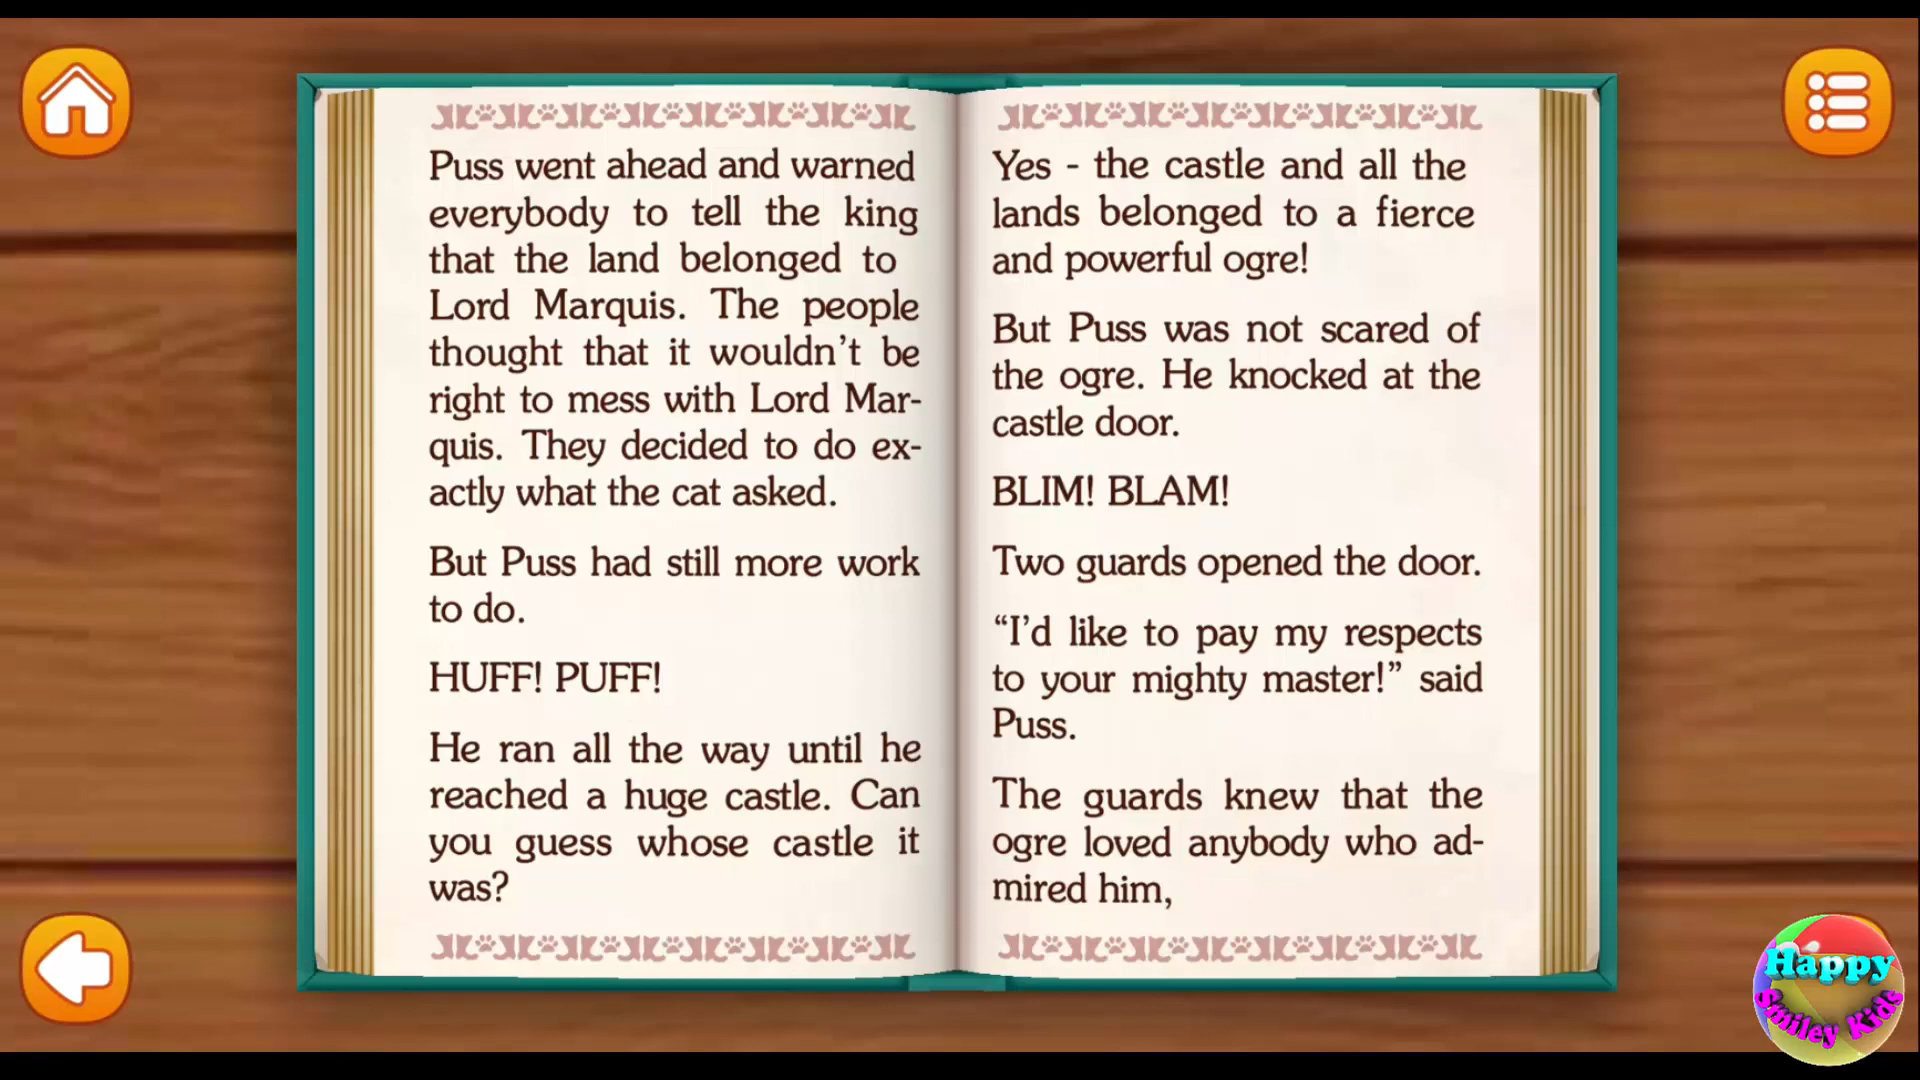 Puss went ahead and warned
everybody to tell the king
that the land belonged to
Lord Marquis. The people
thought that it wouldn't be
right to mess with Lord Mar-
quis. They decided to do ex-
actly what the cat asked.
But Puss had still more work
to do.
HUFF! PUFF!
He ran all the way until he
reached a huge castle. Can
you guess whose castle it
was?
Yes - the castle and all the
lands belonged to a fierce
and powerful ogre!
But Puss was not scared of
the ogre. He knocked at the
castle door.
BLIM! BLAM!
Two guards opened the door.
“I’d like to pay my respects
to your mighty master!” said
Puss.
The guards knew that the
ogre loved anybody who ad-
mired him,
Happy
Smiley Kids